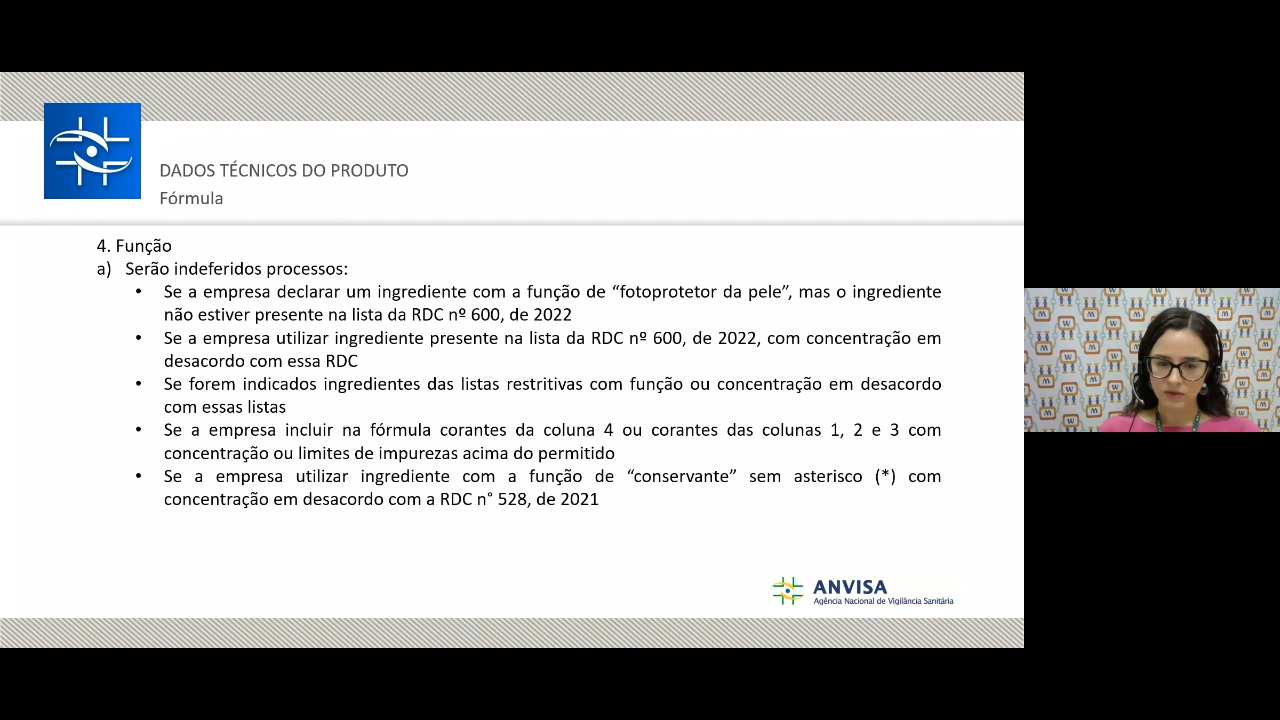 DADOS TÉCNICOS DO PRODUTO
Fórmula
4. Função
a) Serão indeferidos processos:
• Se a empresa declarar um ingrediente com a função de “fotoprotetor da pele”, mas o ingrediente
não estiver presente na lista da RDC nº 600, de 2022
• Se a empresa utilizar ingrediente presente na lista da RDC nº 600, de 2022, com concentração em
desacordo com essa RDC
• Se forem indicados ingredientes das listas restritivas com função ou concentração em desacordo
com essas listas
• Se a empresa incluir na fórmula corantes da coluna 4 ou corantes das colunas 1, 2 e 3 com
concentração ou limites de impurezas acima do permitido
• Se a empresa utilizar ingrediente com a função de “conservante” sem asterisco (*) com
concentração em desacordo com a RDC n° 528, de 2021
ANVISA
Agência Nacional de Vigilância Sanitária